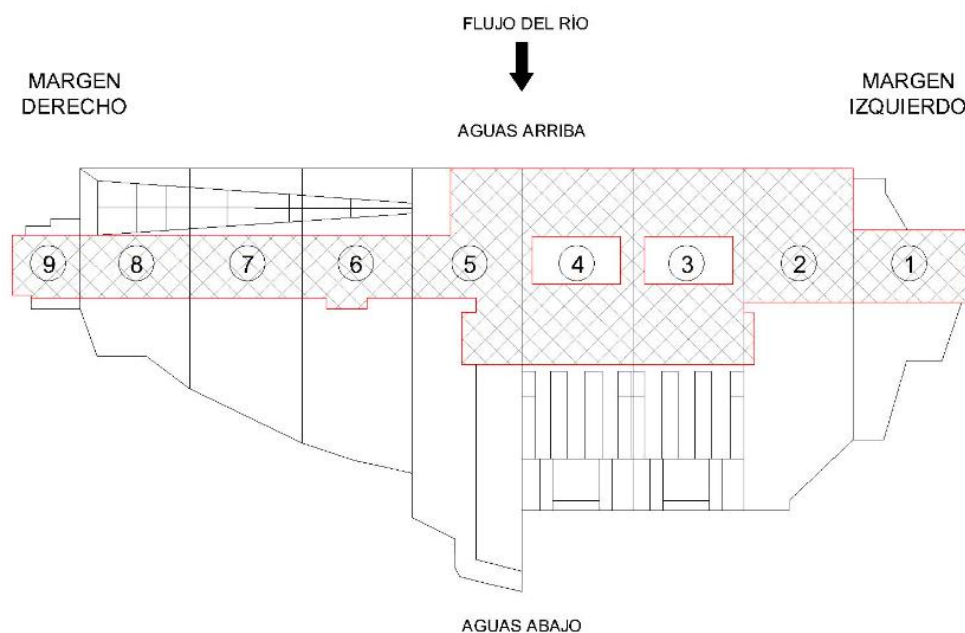 FLUJO DEL RÍO
MARGEN
DERECHO
MARGEN
IZQUIERDO
AGUAS ARRIBA
9
8
7
6
5
4
3
2
1
AGUAS ABAJO